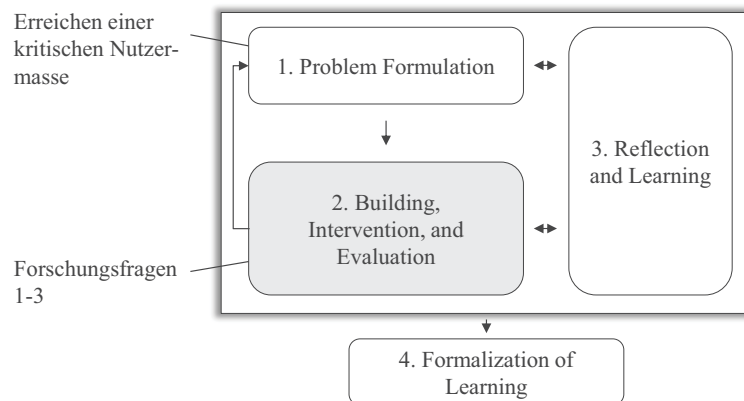 Erreichen einer
kritischen Nutzer-
masse
1. Problem Formulation
3. Reflection
and Learning
2. Building,
Intervention, and
Evaluation
Forschungsfragen
1-3
4. Formalization of
Learning